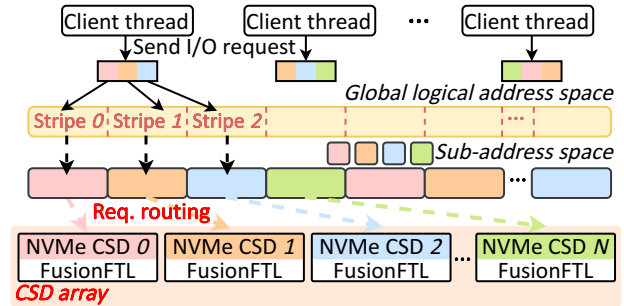 Client thread Client thread ... Client thread
Send I/O request
Global logical address space
Stripe 0 Stripe 1 Stripe 2 ...
Sub-address space
...
Req. routing
NVMe CSD 0 NVMe CSD 1 NVMe CSD 2 ... NVMe CSD N
FusionFTL FusionFTL FusionFTL FusionFTL
CSD array